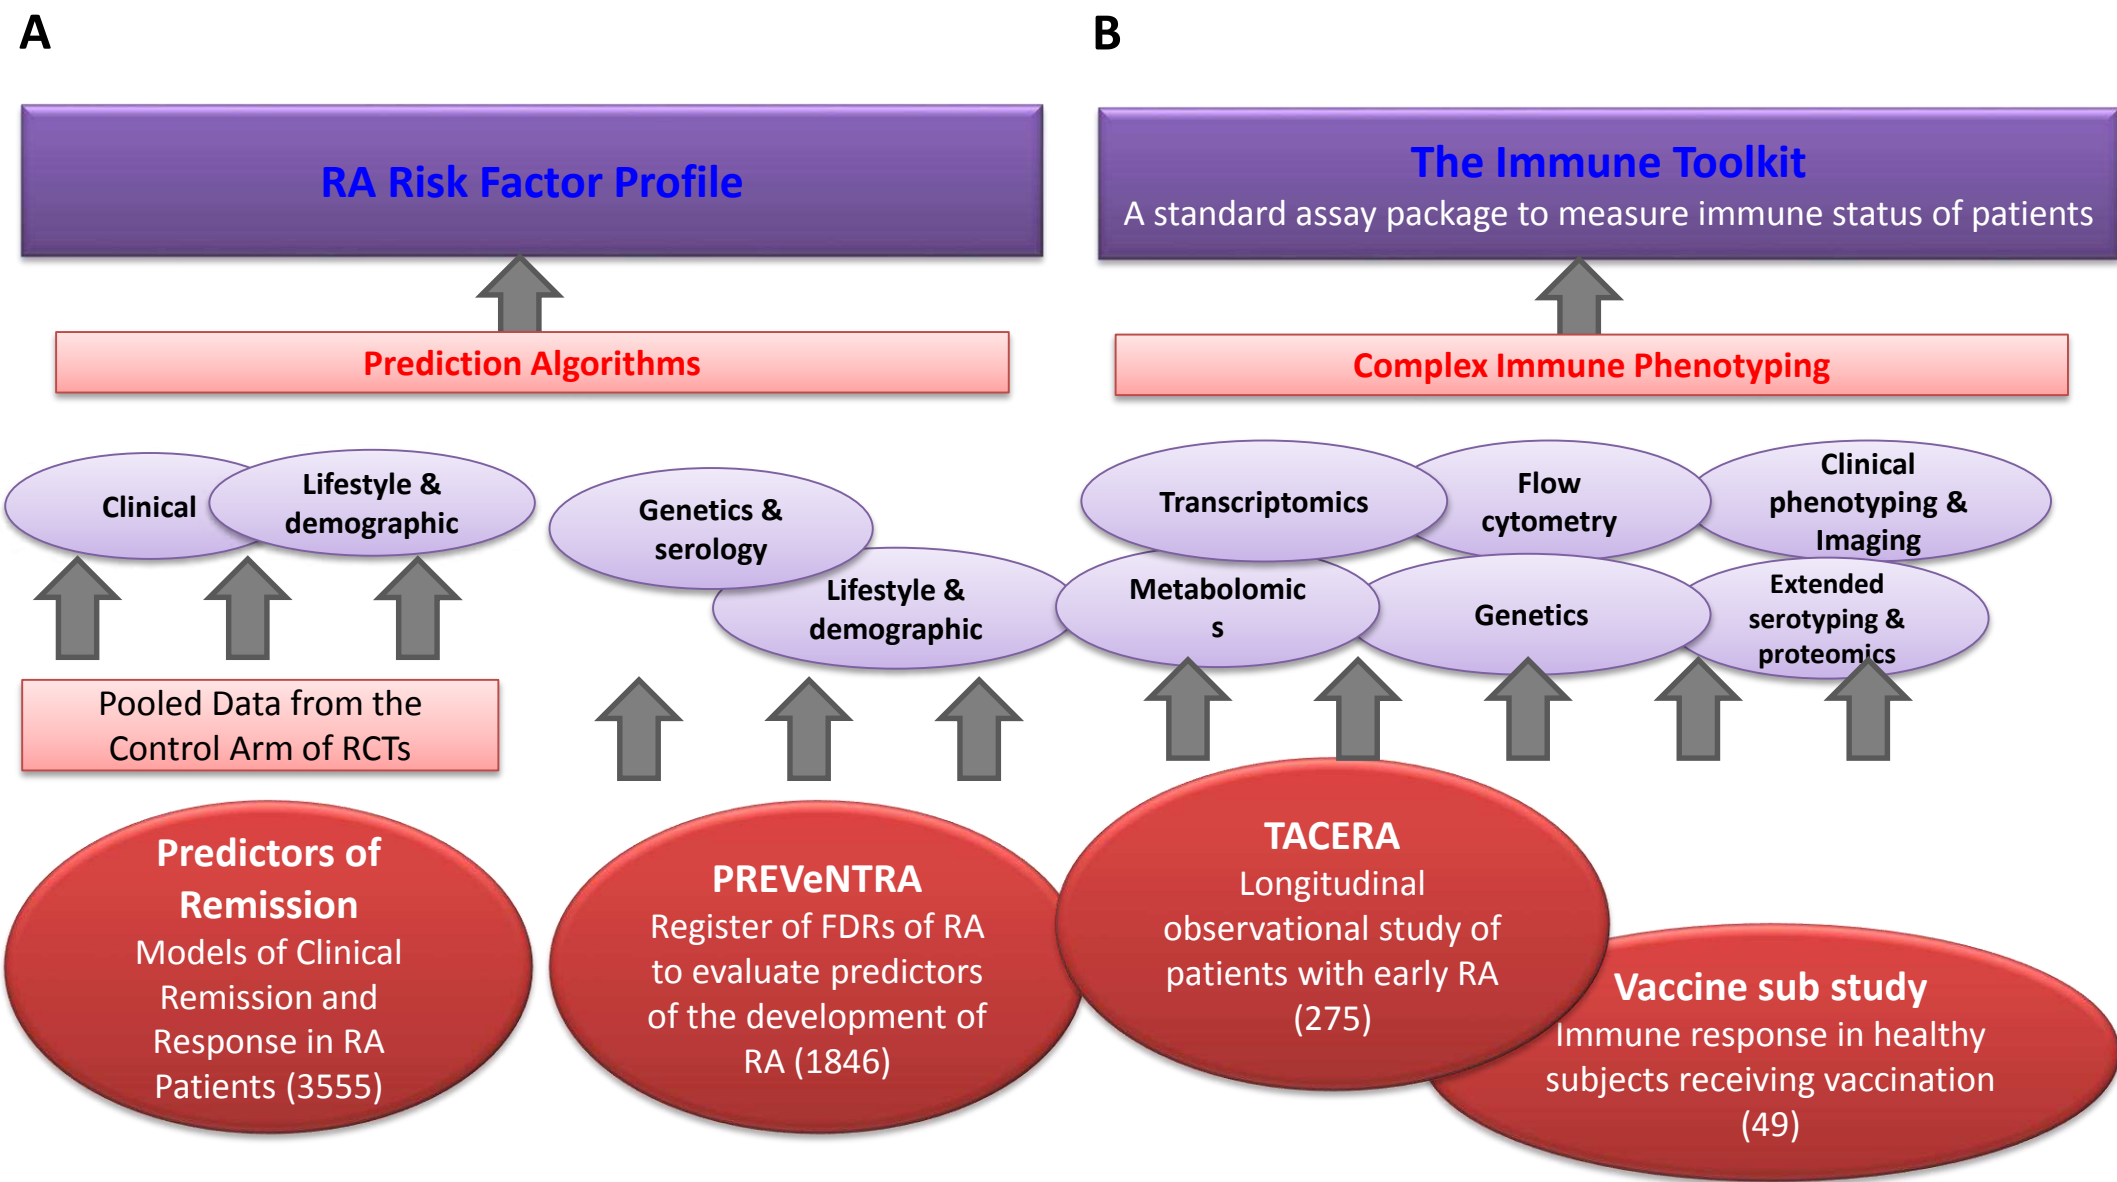 A
RA Risk Factor Profile
Prediction Algorithms
Clinical
Lifestyle &
demographic
Genetics &
serology
Lifestyle &
demographic
Pooled Data from the
Control Arm of RCTs
Predictors of
Remission
Models of Clinical
Remission and
Response in RA
Patients (3555)
PREVeNTRA
Register of FDRs of RA
to evaluate predictors
of the development of
RA (1846)
B
The Immune Toolkit
A standard assay package to measure immune status of patients
Complex Immune Phenotyping
Transcriptomics
Flow
cytometry
Clinical
phenotyping &
Imaging
Metabolomic
s
Genetics
Extended
serotyping &
proteomics
TACERA
Longitudinal
observational study of
patients with early RA
(275)
Vaccine sub study
Immune response in healthy
subjects receiving vaccination
(49)